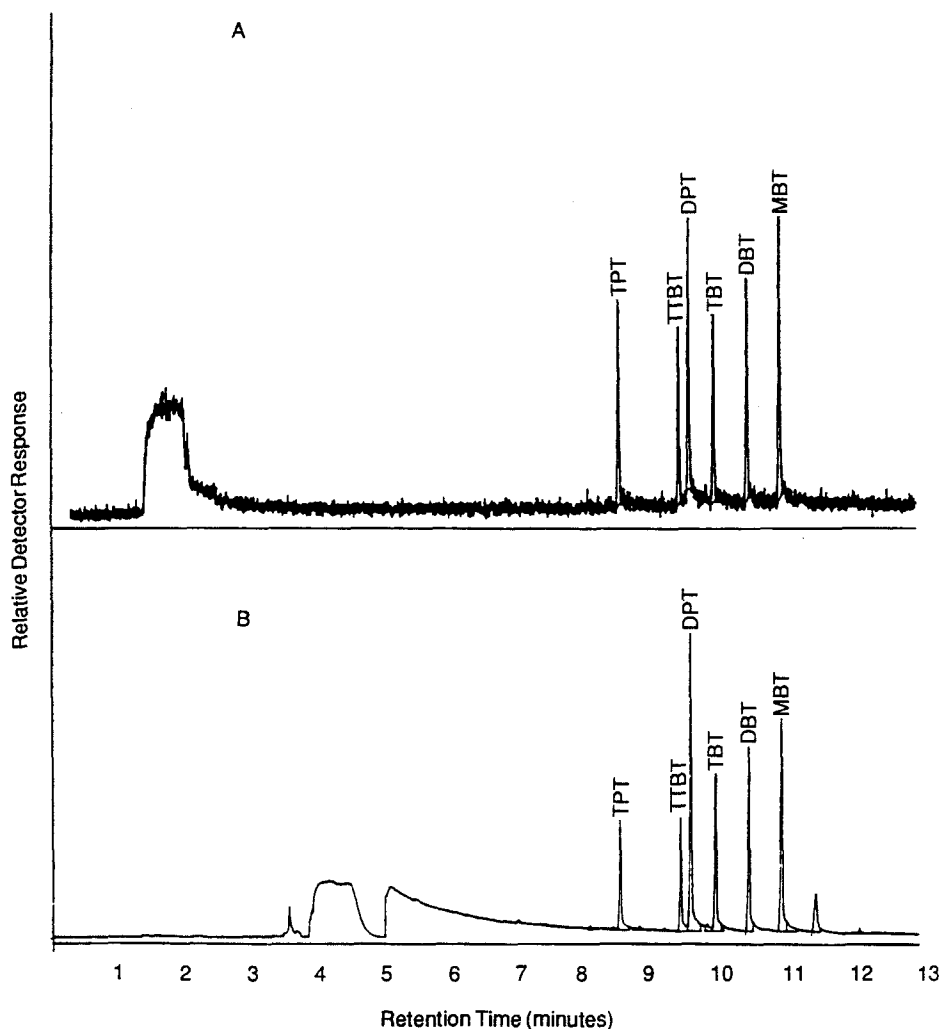 A
TPT
TTBT
DPT
TBT
DBT
MBT
Relative Detector Response
B
TPT
TTBT
DPT
TBT
DBT
MBT
1 2 3 4 5 6 7 8 9 10 11 12 13
Retention Time (minutes)